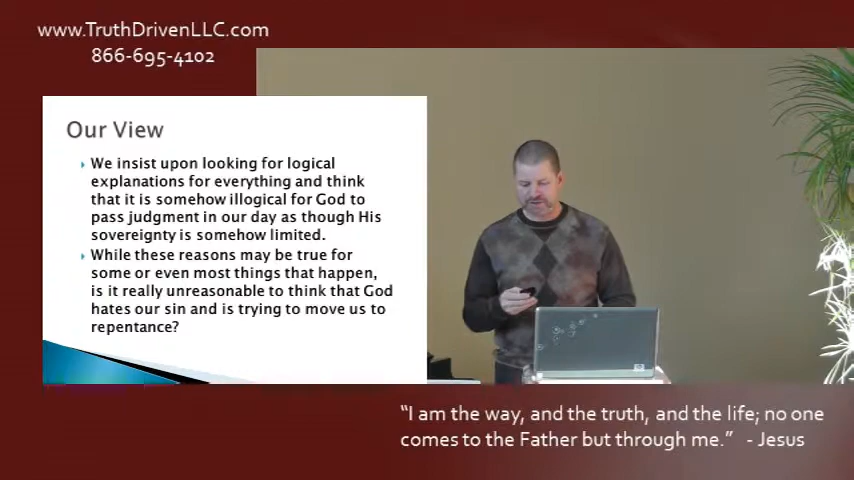 www.TruthDrivenLLC.com
866-695-4102
Our View
We insist upon looking for logical
explanations for everything and think
that it is somehow illogical for God to
pass judgment in our day as though His
sovereignty is somehow limited.
While these reasons may be true for
some or even most things that happen,
is it really unreasonable to think that God
hates our sin and is trying to move us to
repentance?
“I am the way, and the truth, and the life; no one
comes to the Father but through me.” - Jesus